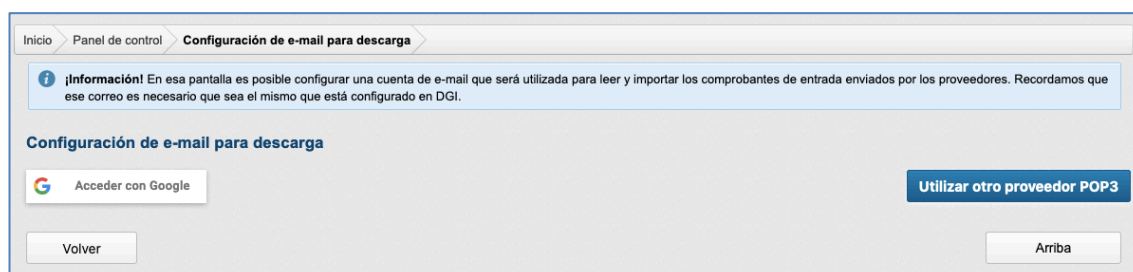 Inicio Panel de control Configuración de e-mail para descarga
¡Información! En esa pantalla es posible configurar una cuenta de e-mail que será utilizada para leer y importar los comprobantes de entrada enviados por los proveedores. Recordamos que
ese correo es necesario que sea el mismo que está configurado en DGI.
Configuración de e-mail para descarga
Acceder con Google Utilizar otro proveedor POP3
Volver Arriba